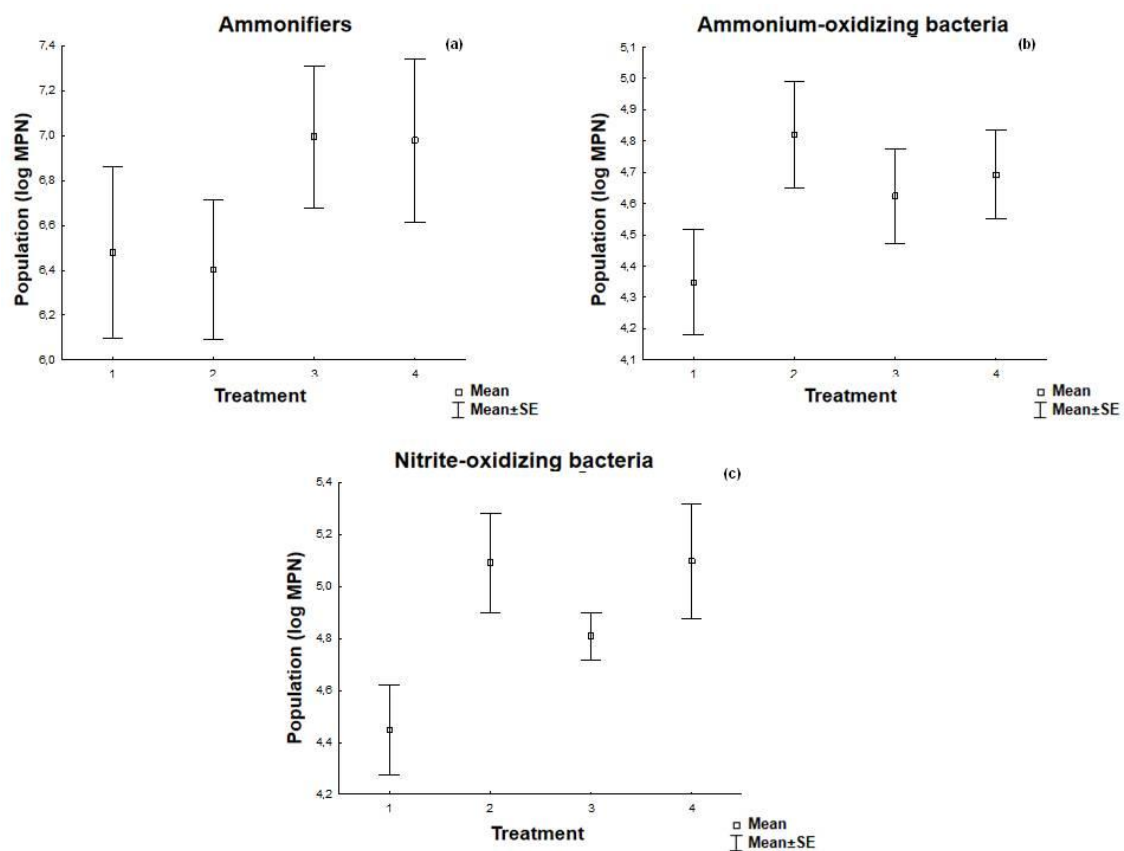 Ammonifiers
(a)
Population (log MPN)
7,4
7,2
7,0
6,8
6,6
6,4
6,2
6,0
1 2 3 4
Treatment
Mean
Mean±SE
Ammonium-oxidizing bacteria
(b)
Population (log MPN)
5,1
5,0
4,9
4,8
4,7
4,6
4,5
4,4
4,3
4,2
4,1
1 2 3 4
Treatment
Mean
Mean±SE
Nitrite-oxidizing bacteria
(c)
Population (log MPN)
5,4
5,2
5,0
4,8
4,6
4,4
4,2
1 2 3 4
Treatment
Mean
Mean±SE